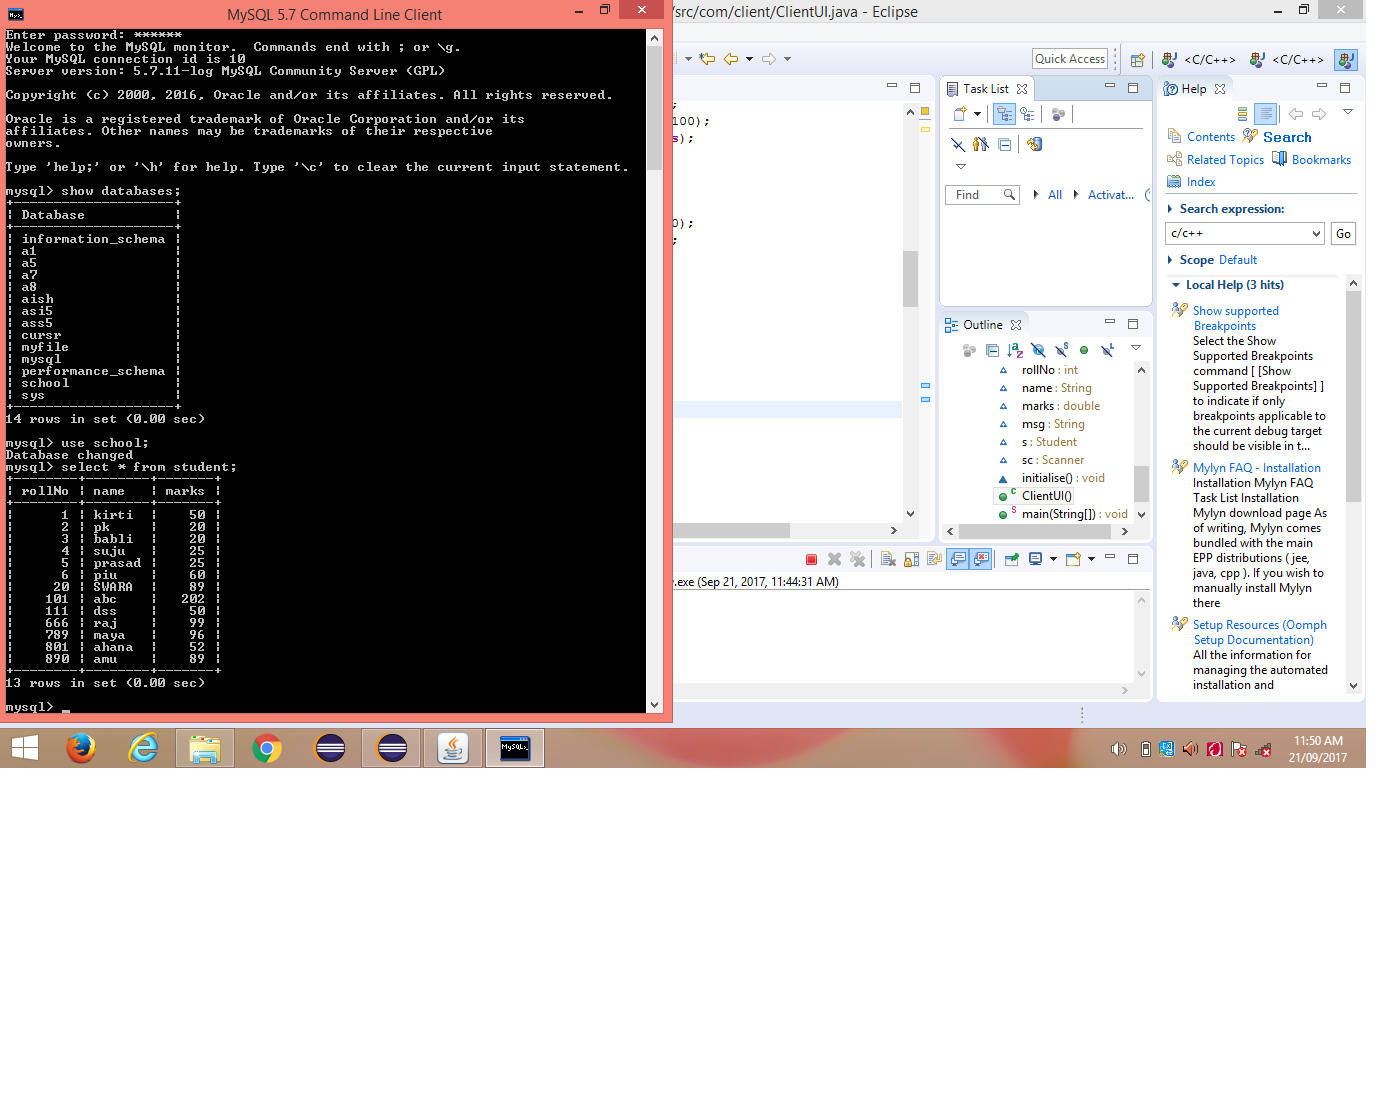 MySQL 5.7 Command Line Client
Enter password: ******
Welcome to the MySQL monitor.  Commands end with ; or \g.
Your MySQL connection id is 10
Server version: 5.7.11-log MySQL Community Server (GPL)
Copyright (c) 2000, 2016, Oracle and/or its affiliates. All rights reserved.
Oracle is a registered trademark of Oracle Corporation and/or its
affiliates. Other names may be trademarks of their respective
owners.
Type 'help;' or '\h' for help. Type '\c' to clear the current input statement.
mysql> show databases;
+--------------------+
| Database           |
+--------------------+
| information_schema |
| a1                 |
| a5                 |
| a7                 |
| a8                 |
| aish               |
| asi5               |
| ass5               |
| cursr              |
| myfile             |
| mysql              |
| performance_schema |
| school             |
| sys                |
+--------------------+
14 rows in set (0.00 sec)
mysql> use school;
Database changed
mysql> select * from student;
+--------+--------+-------+
| rollNo | name   | marks |
+--------+--------+-------+
|      1 | kirti  |    50 |
|      2 | pk     |    20 |
|      3 | babli  |    20 |
|      4 | suju   |    25 |
|      5 | prasad |    25 |
|      6 | piu    |    60 |
|     20 | SWARA  |    89 |
|    101 | abc    |   202 |
|    111 | dss    |    50 |
|    666 | raj    |    99 |
|    789 | maya   |    96 |
|    801 | ahana  |    52 |
|    890 | amu    |    89 |
+--------+--------+-------+
13 rows in set (0.00 sec)
mysql> _
/src/com/client/ClientUI.java - Eclipse
Quick Access
<C/C++>
<C/C++>
;
100);
s);
0);
;
Task List
Find
All
Activat...
Outline
rollNo : int
name : String
marks : double
msg : String
s : Student
sc : Scanner
initialise() : void
ClientUI()
main(String[]) : void
.exe (Sep 21, 2017, 11:44:31 AM)
Help
Contents
Search
Related Topics
Bookmarks
Index
Search expression:
c/c++
Go
Scope Default
Local Help (3 hits)
Show supported
Breakpoints
Select the Show
Supported Breakpoints
command [ [Show
Supported Breakpoints] ]
to indicate if only
breakpoints applicable to
the current debug target
should be visible in t...
Mylyn FAQ - Installation
Installation Mylyn FAQ
Task List Installation
Mylyn download page As
of writing, Mylyn comes
bundled with the main
EPP distributions ( jee,
java, cpp ). If you wish to
manually install Mylyn
there
Setup Resources (Oomph
Setup Documentation)
All the information for
managing the automated
installation and
11:50 AM
21/09/2017